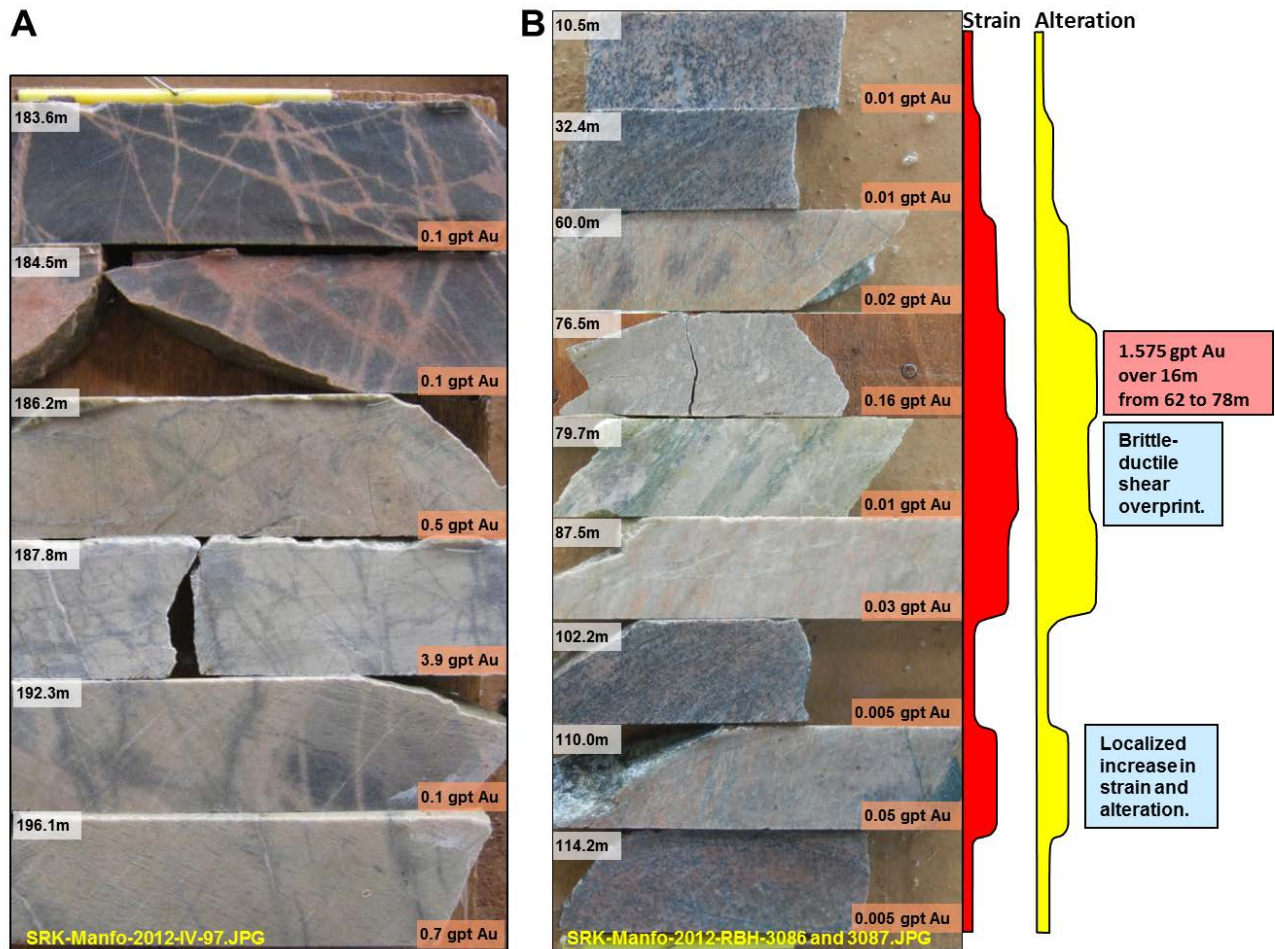 A
183.6m
0.1 gpt Au
184.5m
0.1 gpt Au
186.2m
0.5 gpt Au
187.8m
3.9 gpt Au
192.3m
0.1 gpt Au
196.1m
0.7 gpt Au
SRK-Manfo-2012-IV-97.JPG
B
10.5m
0.01 gpt Au
32.4m
0.01 gpt Au
60.0m
0.02 gpt Au
76.5m
0.16 gpt Au
79.7m
0.01 gpt Au
87.5m
0.03 gpt Au
102.2m
0.005 gpt Au
110.0m
0.05 gpt Au
114.2m
0.005 gpt Au
SRK-Manfo-2012-RBH-3086 and 3087.JPG
Strain Alteration
1.575 gpt Au
over 16m
from 62 to 78m
Brittle-
ductile
shear
overprint.
Localized
increase in
strain and
alteration.